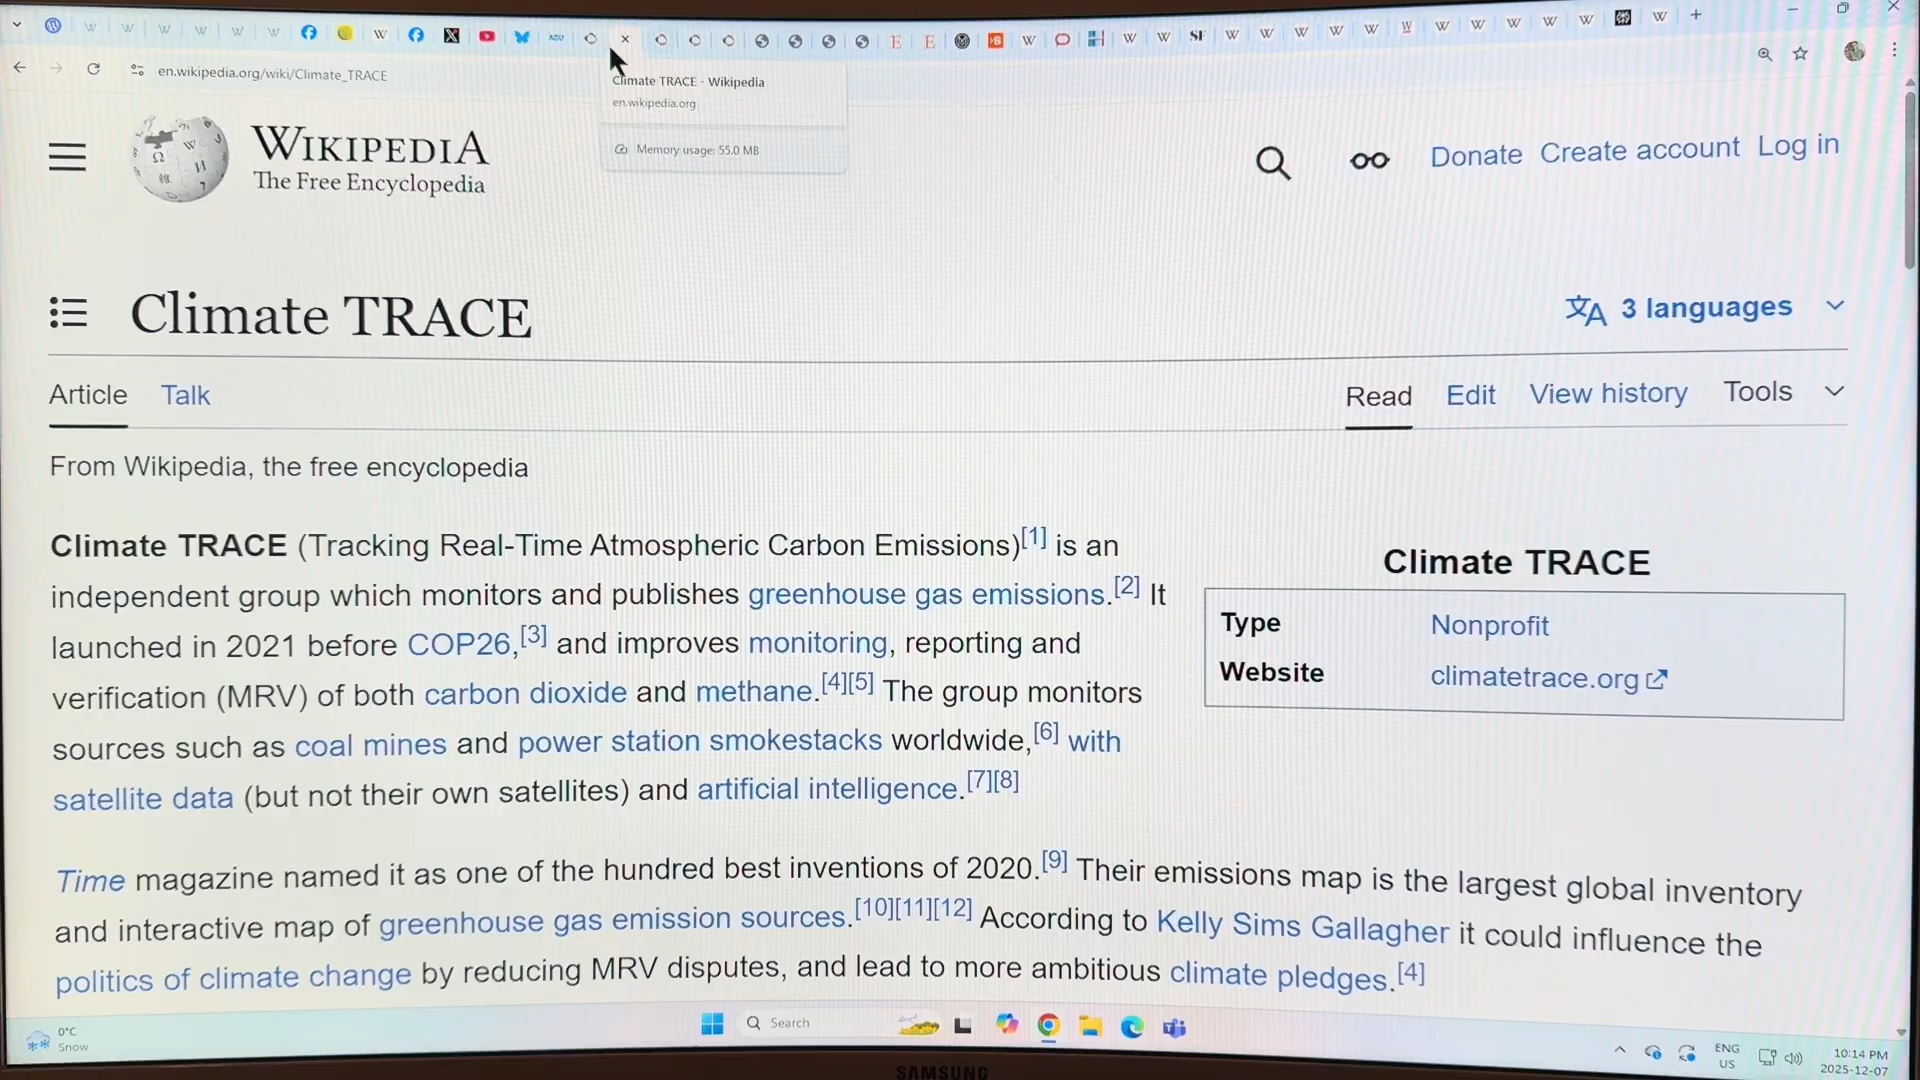 en.wikipedia.org/wiki/Climate_TRACE
Climate TRACE - Wikipedia
en.wikipedia.org
Memory usage: 55.0 MB
WIKIPEDIA
The Free Encyclopedia
Donate Create account Log in
Climate TRACE
3 languages
Article Talk
Read Edit View history Tools
From Wikipedia, the free encyclopedia
Climate TRACE (Tracking Real-Time Atmospheric Carbon Emissions)[1] is an
independent group which monitors and publishes greenhouse gas emissions.[2] It
launched in 2021 before COP26,[3] and improves monitoring, reporting and
verification (MRV) of both carbon dioxide and methane.[4][5] The group monitors
sources such as coal mines and power station smokestacks worldwide,[6] with
satellite data (but not their own satellites) and artificial intelligence.[7][8]
Climate TRACE
Type Nonprofit
Website climatetrace.org
Time magazine named it as one of the hundred best inventions of 2020.[9] Their emissions map is the largest global inventory
and interactive map of greenhouse gas emission sources.[10][11][12] According to Kelly Sims Gallagher it could influence the
politics of climate change by reducing MRV disputes, and lead to more ambitious climate pledges.[4]
0°C
Snow
Search
ENG
US
10:14 PM
2025-12-07
SAMSUNG